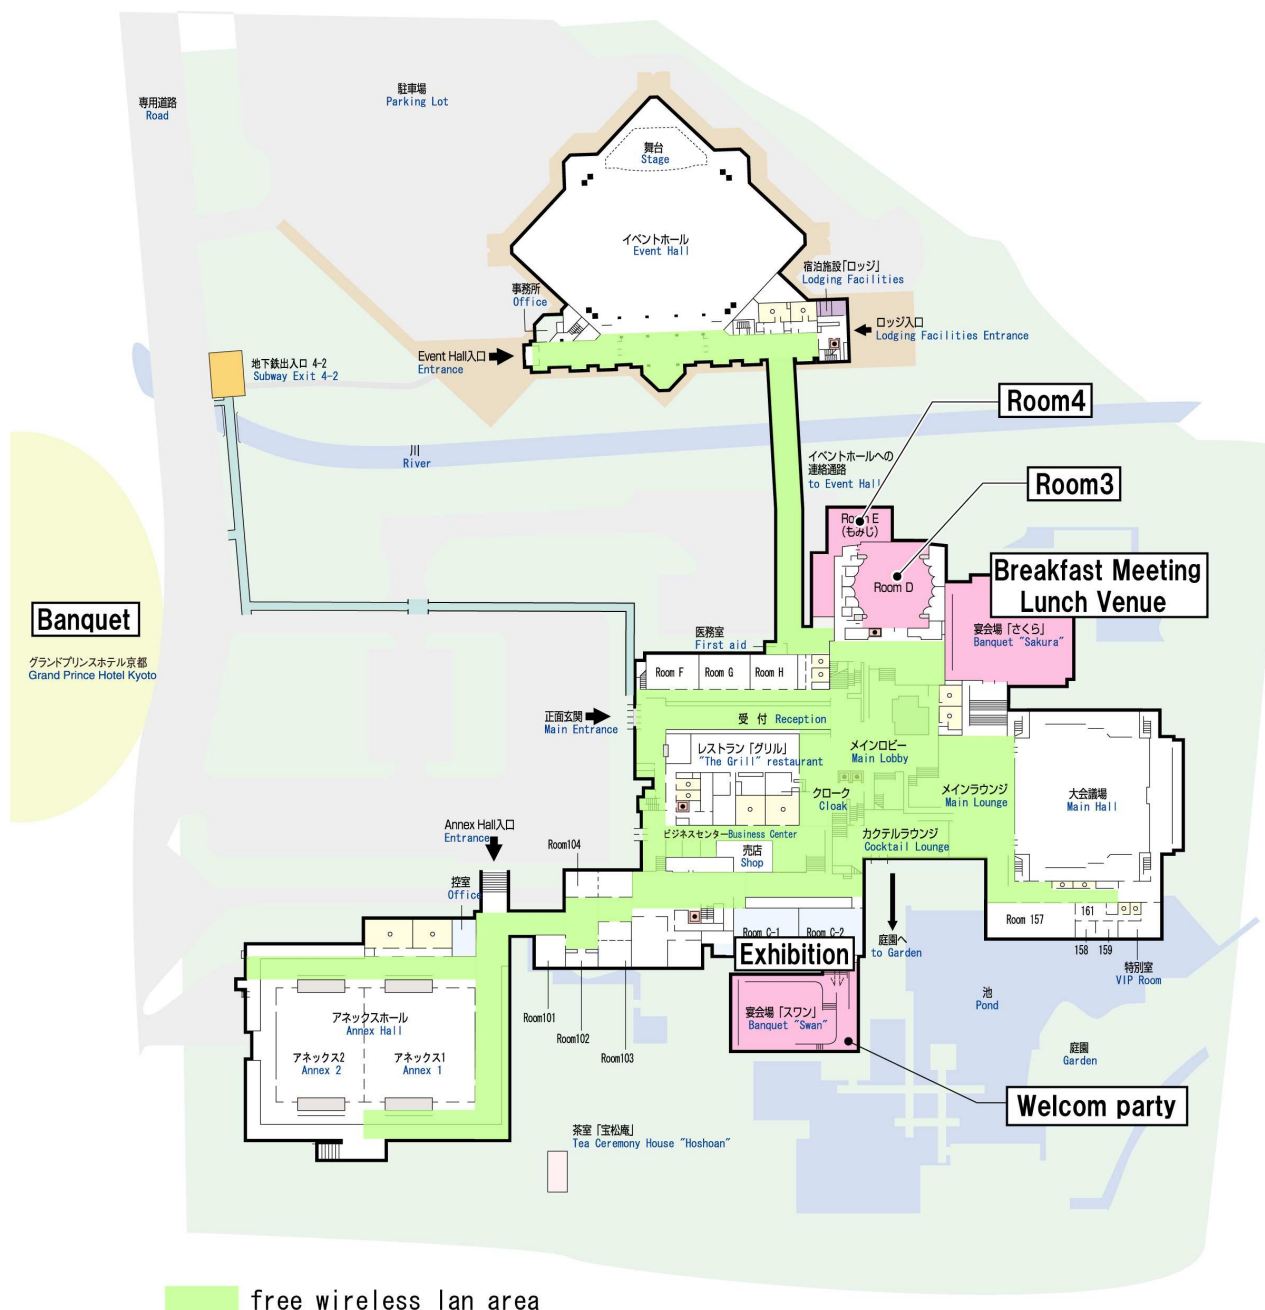 専用道路
Road
駐車場
Parking Lot
舞台
Stage
イベントホール
Event Hall
宿泊施設「ロッジ」
Lodging Facilities
事務所
Office
ロッジ入口
Lodging Facilities Entrance
Event Hall入口
Entrance
地下鉄出入口 4-2
Subway Exit 4-2
Room4
川
River
イベントホールへの
連絡通路
to Event Hall
Room3
Room E
(もみじ)
Room D
Breakfast Meeting
Lunch Venue
Banquet
宴会場「さくら」
Banquet "Sakura"
医務室
First aid
グランドプリンスホテル京都
Grand Prince Hotel Kyoto
Room F
Room G
Room H
正面玄関
Main Entrance
受 付 Reception
レストラン「グリル」
"The Grill" restaurant
メインロビー
Main Lobby
クローク
Cloak
メインラウンジ
Main Lounge
大会議場
Main Hall
Annex Hall入口
Entrance
ビジネスセンターBusiness Center
カクテルラウンジ
Cocktail Lounge
Room104
売店
Shop
控室
Office
Room 157
161
158
159
Room C-1
Room C-2
Exhibition
庭園へ
to Garden
特別室
VIP Room
池
Pond
アネックスホール
Annex Hall
Room101
Room102
Room103
宴会場「スワン」
Banquet "Swan"
アネックス2
Annex 2
アネックス1
Annex 1
庭園
Garden
Welcom party
茶室「宝松庵」
Tea Ceremony House "Hoshoan"
free wireless lan area